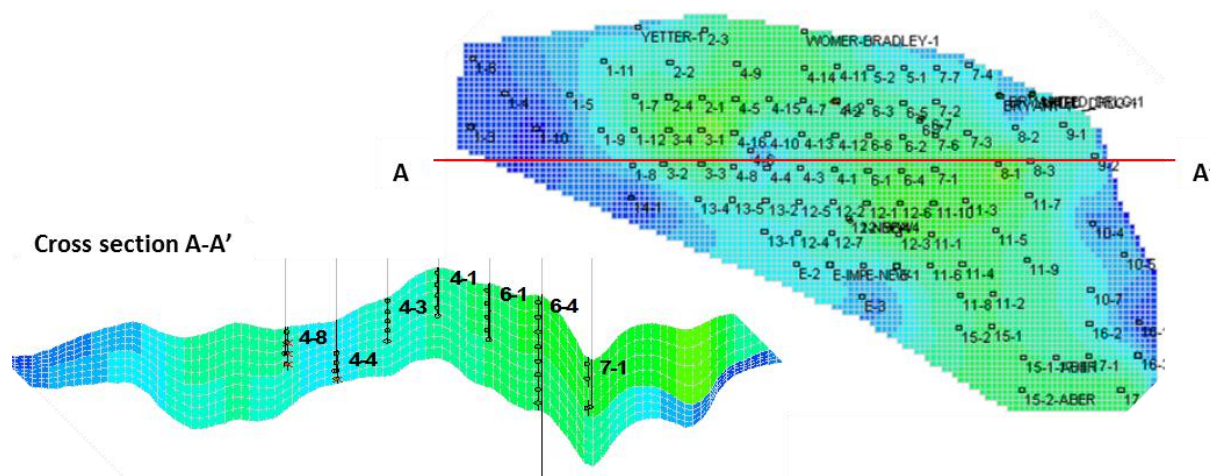 YETTER-1 2-3 WOMER-BRADLEY-1
1-6 1-11 2-2 4-9 4-14 4-11 5-2 5-1 7-7 7-4
1-4 1-5 1-7 2-4 2-1 4-5 4-15 4-7 4-2 6-3 6-5 7-2
6-7
1-3 1-10 1-9 1-12 3-4 3-1 4-16 4-10 4-13 4-12 6-6 6-2 7-6 7-3 8-2 9-1
A A'
1-8 3-2 3-3 4-8 4-4 4-3 4-1 6-1 6-4 7-1 8-1 8-3 9-2
14-1 13-4 13-5 13-2 12-5 12-2 12-1 12-6 11-10 11-3 11-7
Cross section A-A’
13-1 12-4 12-7 12-3 11-1 11-5 10-4
E-2 11-6 11-4 11-9 10-5
E-3 11-8 11-2 10-7
15-2 15-1 16-2
17-1
15-2-ABER 17
4-1
4-3 6-1 6-4
4-8
4-4 7-1